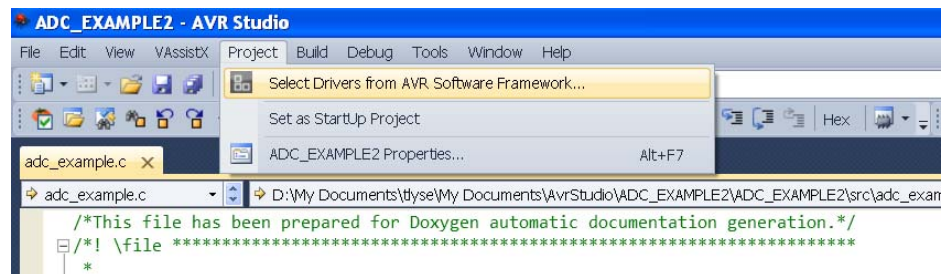 ADC_EXAMPLE2 - AVR Studio
File Edit View VAssistX Project Build Debug Tools Window Help
Select Drivers from AVR Software Framework...
Set as StartUp Project
Hex
ADC_EXAMPLE2 Properties... Alt+F7
adc_example.c
adc_example.c D:\My Documents\tlyse\My Documents\AvrStudio\ADC_EXAMPLE2\ADC_EXAMPLE2\src\adc_exam
/*This file has been prepared for Doxygen automatic documentation generation.*/
/*! \file *********************************************************************
*